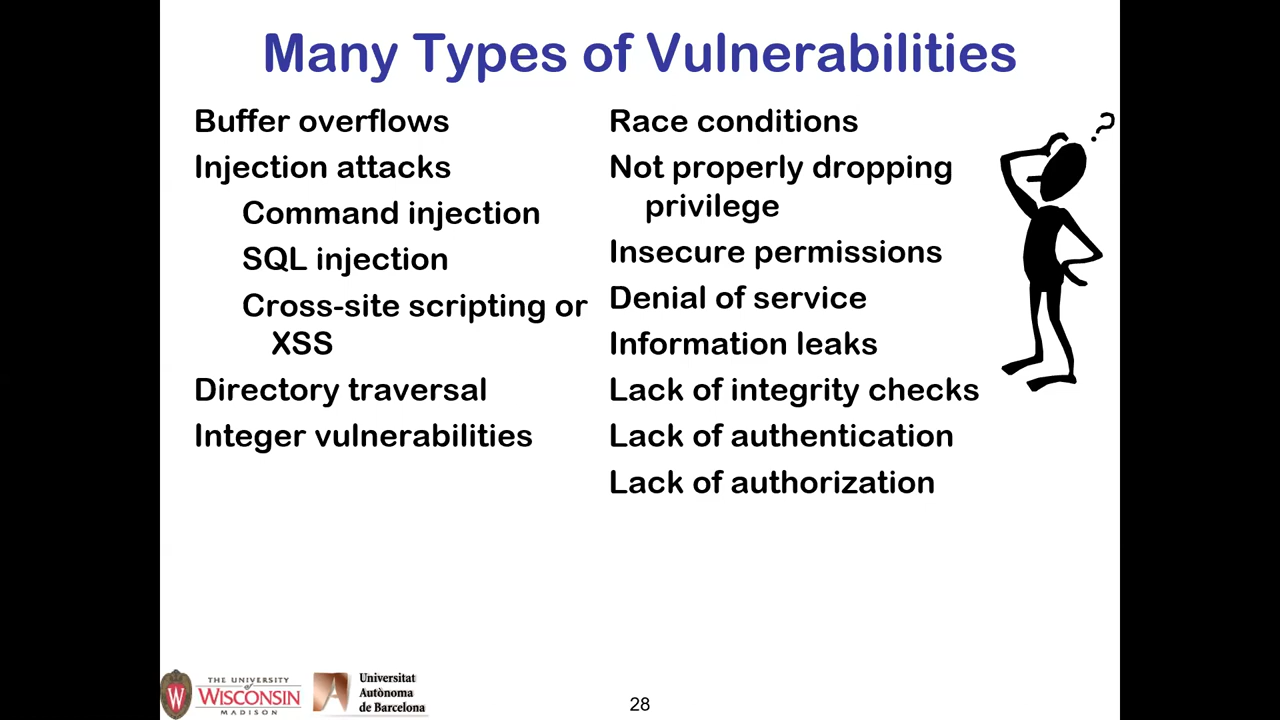 Many Types of Vulnerabilities
Buffer overflows
Injection attacks
Command injection
SQL injection
Cross-site scripting or
XSS
Directory traversal
Integer vulnerabilities
Race conditions
Not properly dropping
privilege
Insecure permissions
Denial of service
Information leaks
Lack of integrity checks
Lack of authentication
Lack of authorization
?
W
THE UNIVERSITY
of
WISCONSIN
MADISON
Universitat
Autònoma
de Barcelona
28